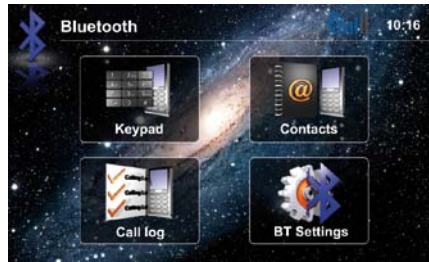 Bluetooth
10:16
Keypad
Contacts
Call log
BT Settings